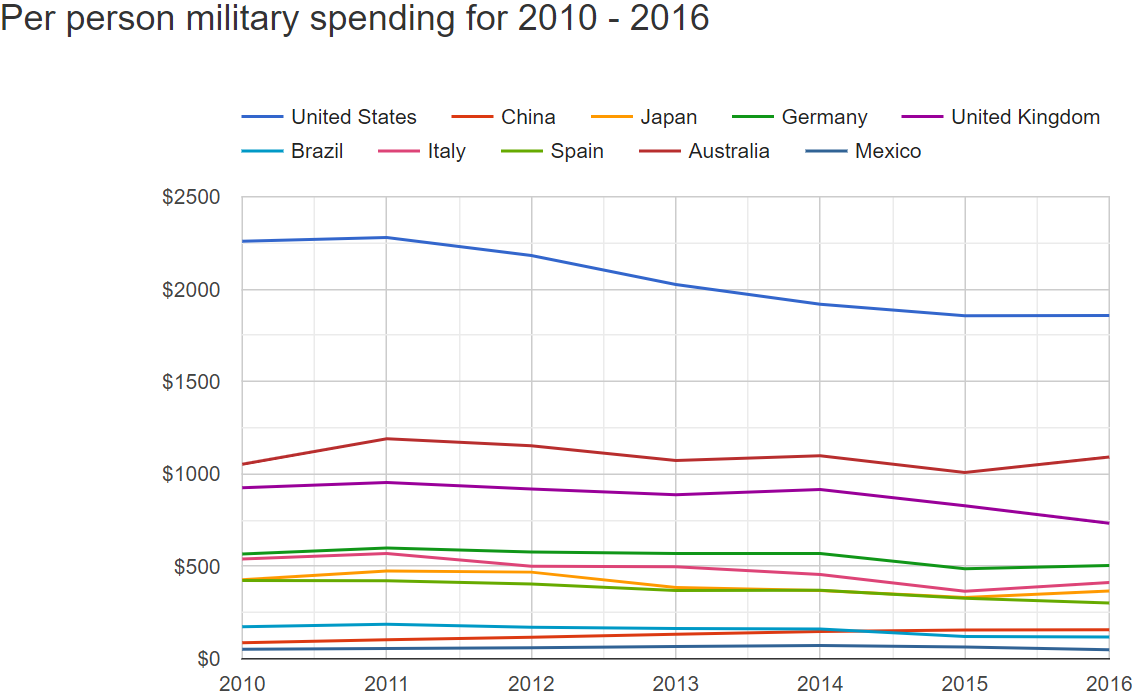 Per person military spending for 2010 - 2016
United States China Japan Germany United Kingdom
Brazil Italy Spain Australia Mexico
$2500
$2000
$1500
$1000
$500
$0
2010 2011 2012 2013 2014 2015 2016